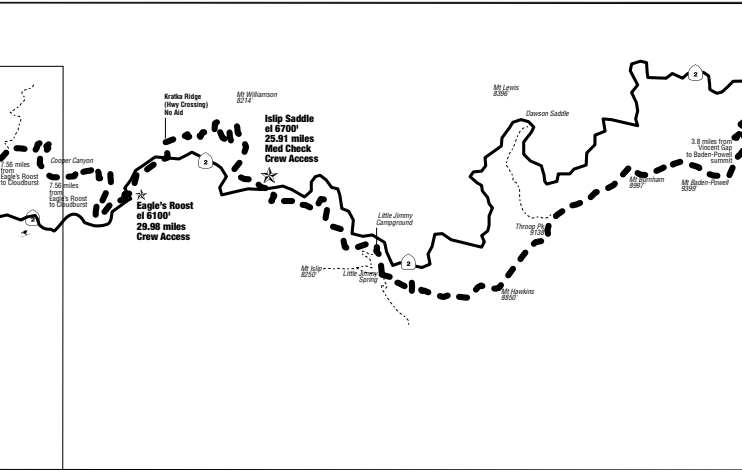 7.56 miles
from
Eagle's Roost
to Cloudburst
Cooper Canyon
7.56 miles
from
Eagle's Roost
to Cloudburst
2
Kratka Ridge
(Hwy Crossing)
No Aid
Mt Williamson
8214'
2
Islip Saddle
el 6700'
25.91 miles
Med Check
Crew Access
Eagle's Roost
el 6100'
29.98 miles
Crew Access
Little Jimmy
Campground
Mt Islip
8250'
Little Jimmy
Spring
2
Mt Lewis
8396'
Dawson Saddle
Throop Pk
9138'
Mt Hawkins
8850'
2
3.8 miles from
Vincent Gap
to Baden-Powell
summit
Mt Burnham
8997'
Mt Baden-Powell
9399'